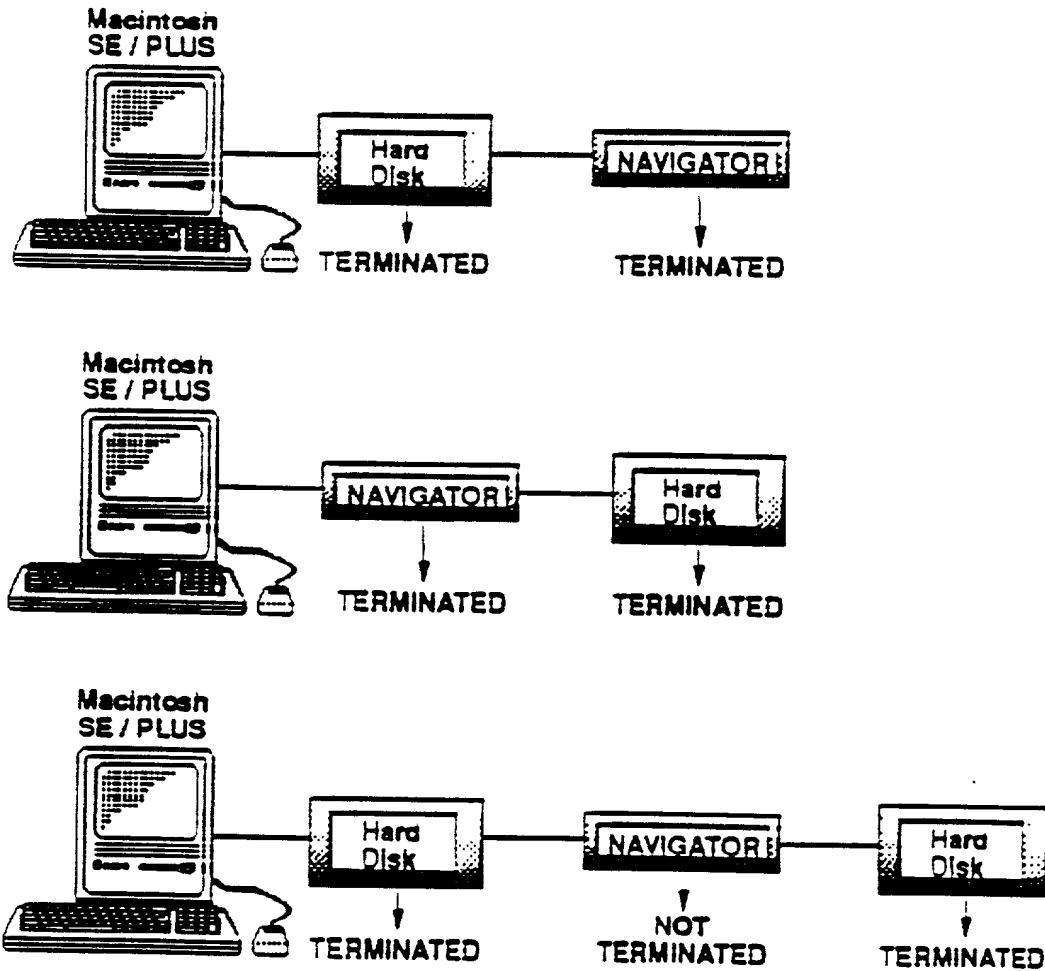 Macintosh
SE / PLUS
Hard
Disk
NAVIGATOR
TERMINATED
TERMINATED
Macintosh
SE / PLUS
NAVIGATOR
Hard
Disk
TERMINATED
TERMINATED
Macintosh
SE / PLUS
Hard
Disk
NAVIGATOR
Hard
Disk
TERMINATED
NOT
TERMINATED
TERMINATED